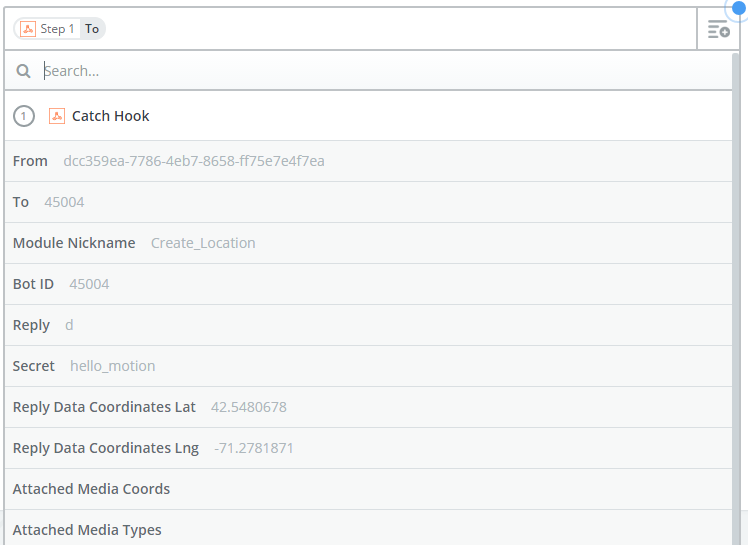 Step 1 To
Search...
1 Catch Hook
From dcc359ea-7786-4eb7-8658-ff75e7e4f7ea
To 45004
Module Nickname Create_Location
Bot ID 45004
Reply d
Secret hello_motion
Reply Data Coordinates Lat 42.5480678
Reply Data Coordinates Lng -71.2781871
Attached Media Coords
Attached Media Types